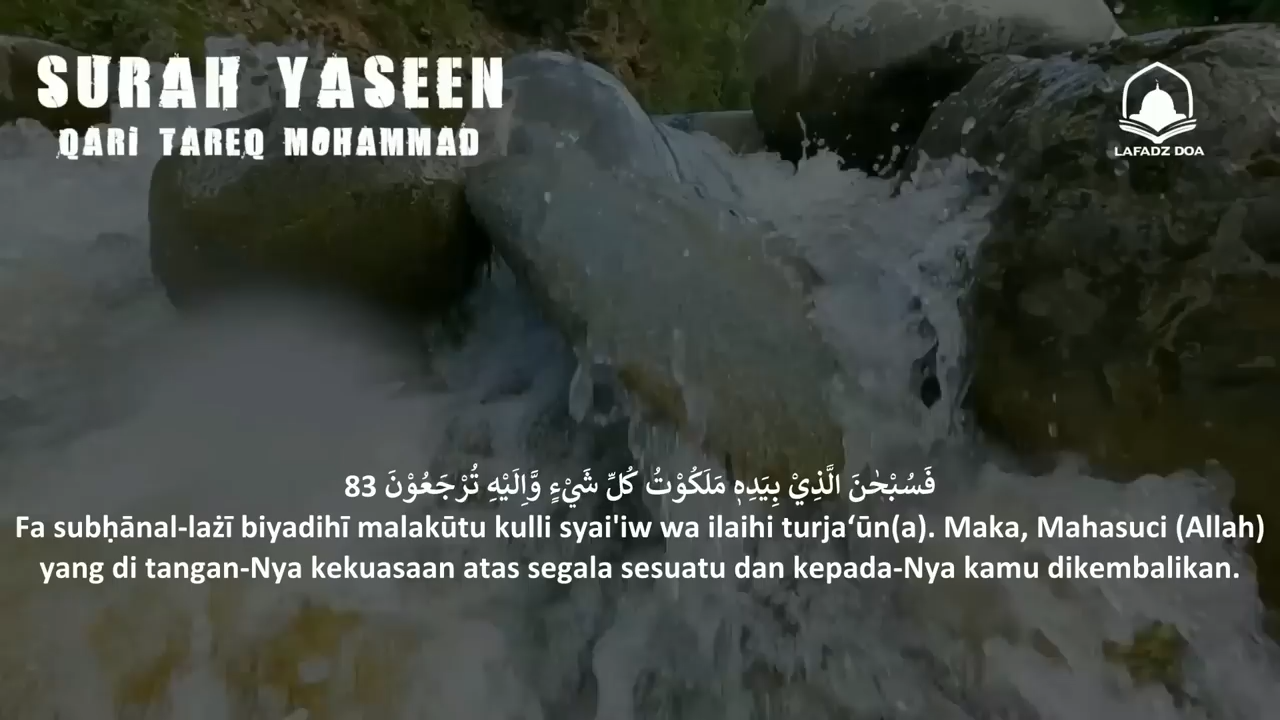 SURAH YASEEN
QARI TAREQ MOHAMMAD
LAFADZ DOA
فَسُبْحٰنَ الَّذِيْ بِيَدِهٖ مَلَكُوْتُ كُلِّ شَيْءٍ وَّاِلَيْهِ تُرْجَعُوْنَ 83
Fa subḥānal-lażī biyadihī malakūtu kulli syai'iw wa ilaihi turja‘ūn(a). Maka, Mahasuci (Allah)
yang di tangan-Nya kekuasaan atas segala sesuatu dan kepada-Nya kamu dikembalikan.